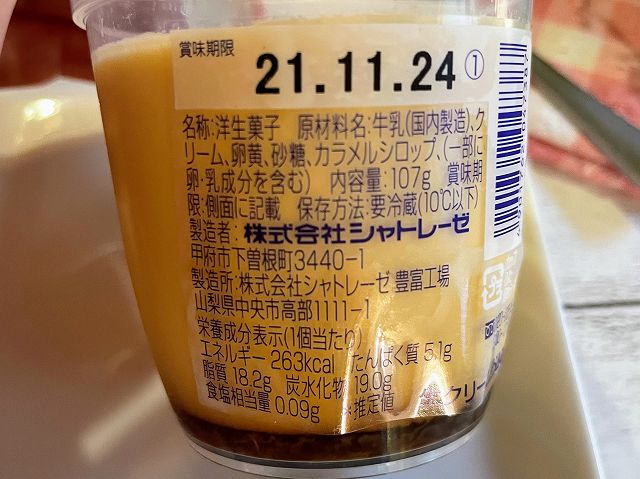 賞味期限
21.11.24 ①
名称:洋生菓子 原材料名:牛乳(国内製造)、ク
リーム、卵黄、砂糖、カラメルシロップ、(一部に
卵・乳成分を含む) 内容量:107g 賞味期
限:側面に記載 保存方法:要冷蔵(10℃以下)
製造者:株式会社シャトレーゼ
甲府市下曽根町3440-1
製造所:株式会社シャトレーゼ 豊富工場
山梨県中央市高部1111-1
栄養成分表示(1個当たり)
エネルギー 263kcal たんぱく質 5.1g
脂質 18.2g 炭水化物 19.0g
食塩相当量 0.09g ※推定値
クリー